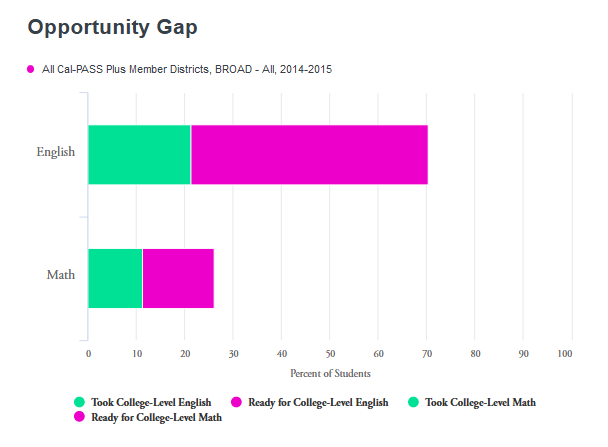 Opportunity Gap
All Cal-PASS Plus Member Districts, BROAD - All, 2014-2015
English
Math
0 10 20 30 40 50 60 70 80 90 100
Percent of Students
Took College-Level English Ready for College-Level English Took College-Level Math
Ready for College-Level Math